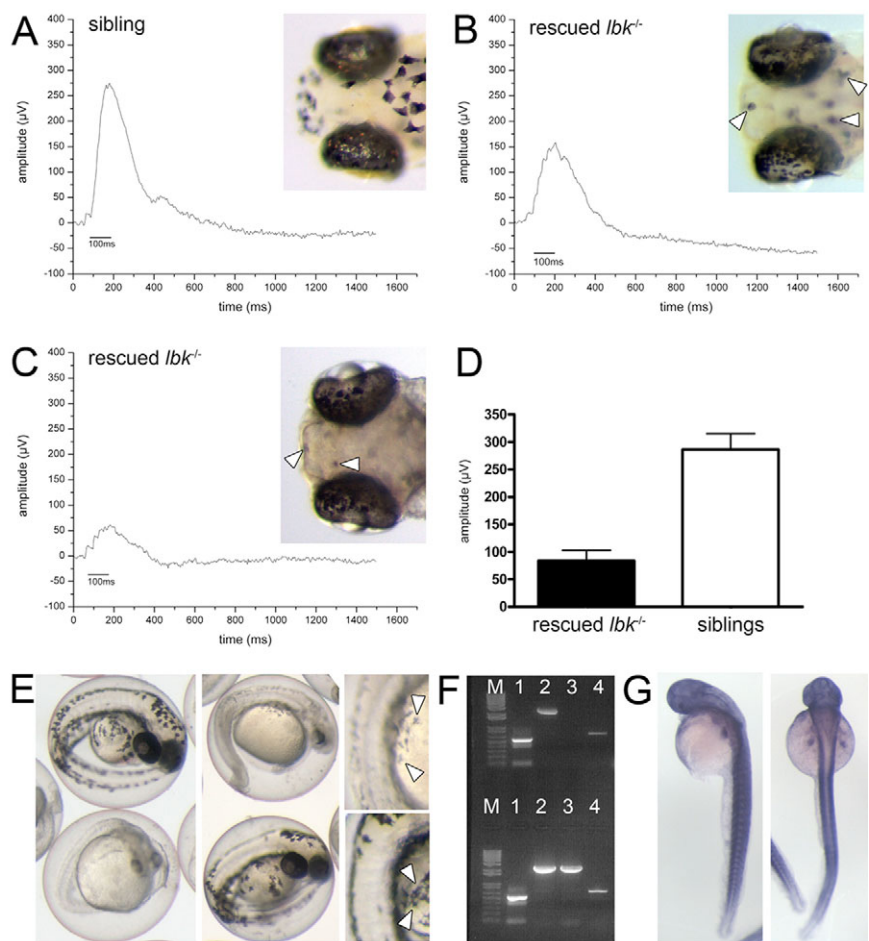 A
sibling
amplitude (µV)
400
350
300
250
200
150
100
50
0
-50
-100
100ms
0 200 400 600 800 1000 1200 1400 1600
time (ms)
B
rescued lbk-/-
amplitude (µV)
400
350
300
250
200
150
100
50
0
-50
-100
100ms
0 200 400 600 800 1000 1200 1400 1600
time (ms)
C
rescued lbk-/-
amplitude (µV)
400
350
300
250
200
150
100
50
0
-50
-100
100ms
0 200 400 600 800 1000 1200 1400 1600
time (ms)
D
amplitude (µV)
350
300
250
200
150
100
50
0
rescued lbk-/- siblings
E
F
M 1 2 3 4
M 1 2 3 4
G